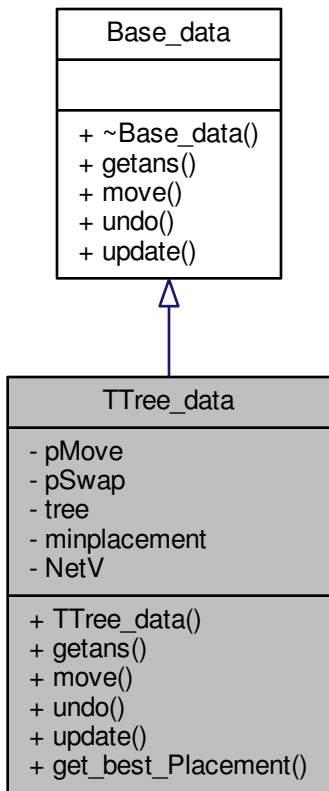 Base_data
+ ~Base_data()
+ getans()
+ move()
+ undo()
+ update()
TTree_data
- pMove
- pSwap
- tree
- minplacement
- NetV
+ TTree_data()
+ getans()
+ move()
+ undo()
+ update()
+ get_best_Placement()